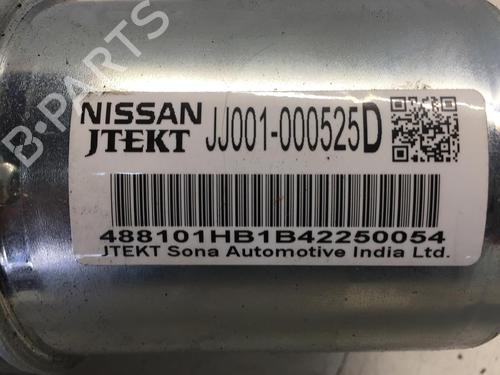 B-PARTS
NISSAN
JTEKT JJ001-000525D
488101HB1B42250054
JTEKT Sona Automotive India Ltd.